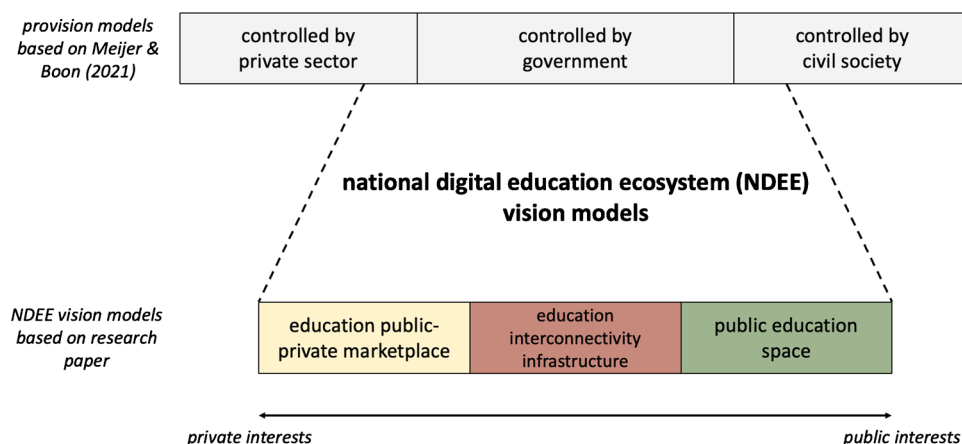 provision models
based on Meijer &
Boon (2021)
controlled by
private sector
controlled by
government
controlled by
civil society
national digital education ecosystem (NDEE)
vision models
NDEE vision models
based on research
paper
education public-
private marketplace
education
interconnectivity
infrastructure
public education
space
private interests
public interests